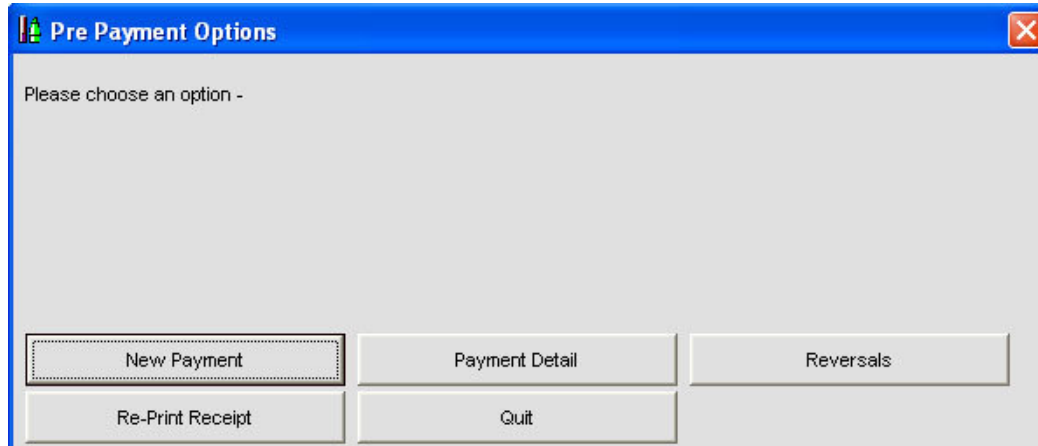 Pre Payment Options
Please choose an option -
New Payment
Payment Detail
Reversals
Re-Print Receipt
Quit